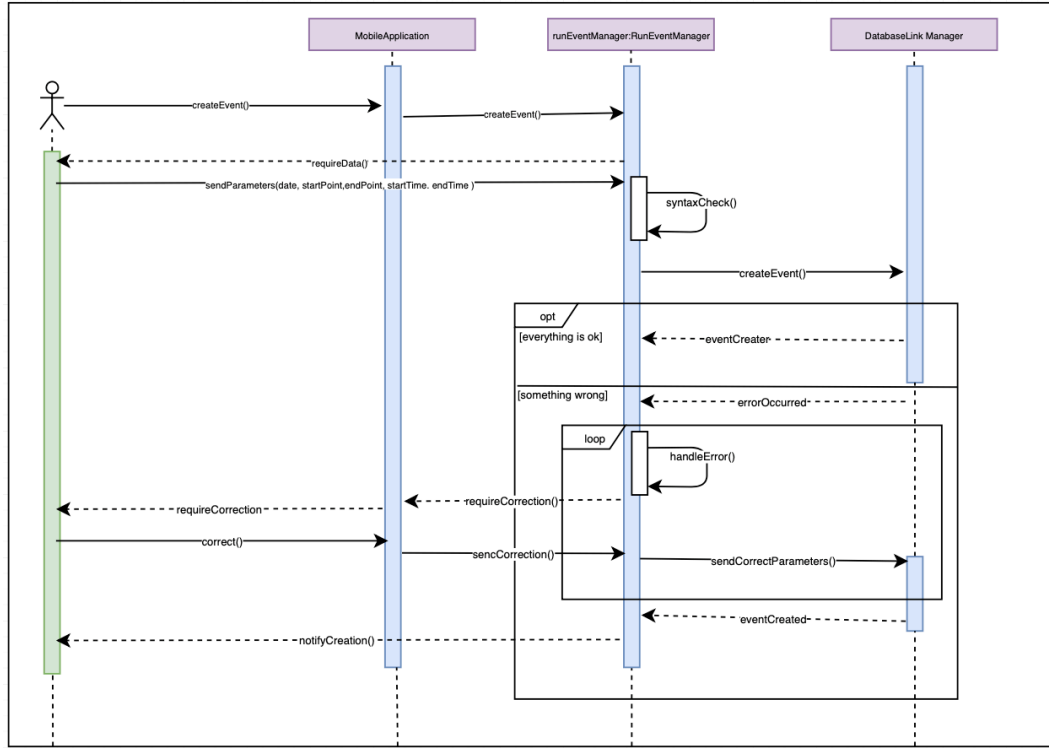 MobileApplication
runEventManager:RunEventManager
DatabaseLink Manager
createEvent()
createEvent()
requireData()
sendParameters(date, startPoint,endPoint, startTime. endTime )
syntaxCheck()
createEvent()
opt
[everything is ok]
eventCreater
[something wrong]
errorOccurred
loop
handleError()
requireCorrection()
requireCorrection
correct()
sencCorrection()
sendCorrectParameters()
eventCreated
notifyCreation()